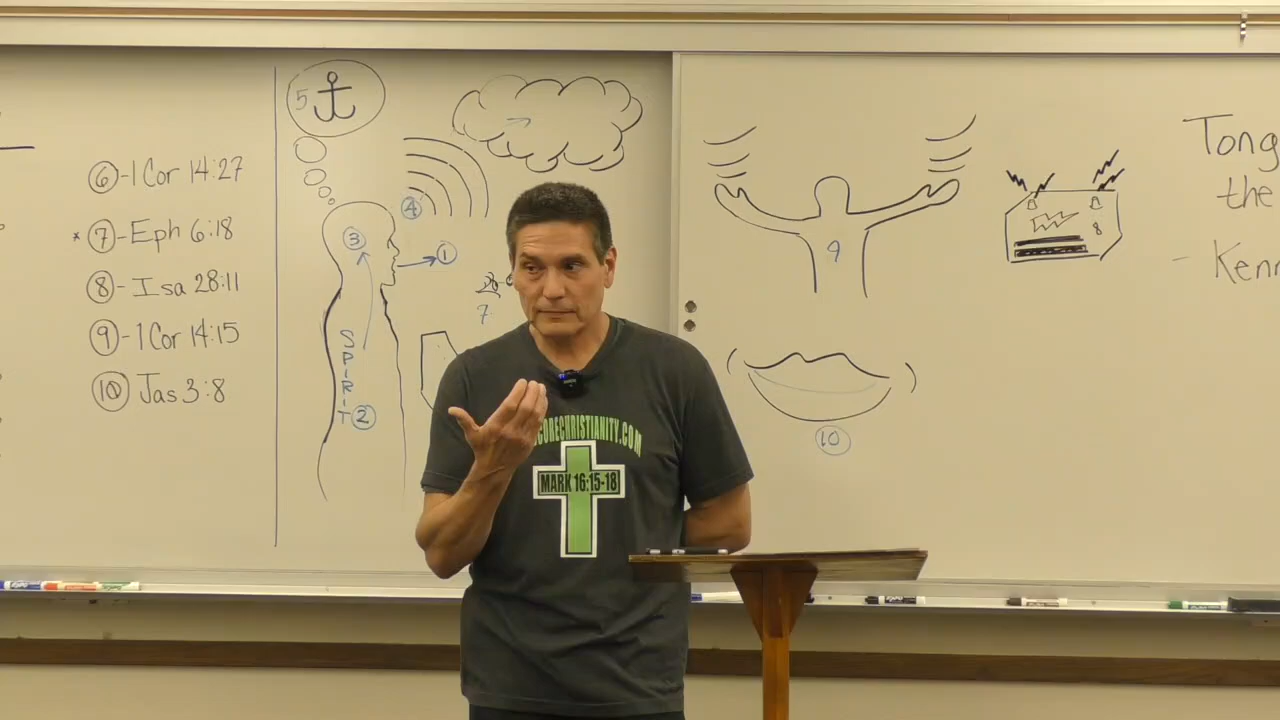 ⑥-1 Cor 14:27
* ⑦-Eph 6:18
⑧-Isa 28:11
⑨-1 Cor 14:15
⑩ Jas 3:8
5
④
③
①
SPIRIT
②
7
9
8
10
the
CORECHRISTIANITY.COM
MARK 16:15-18